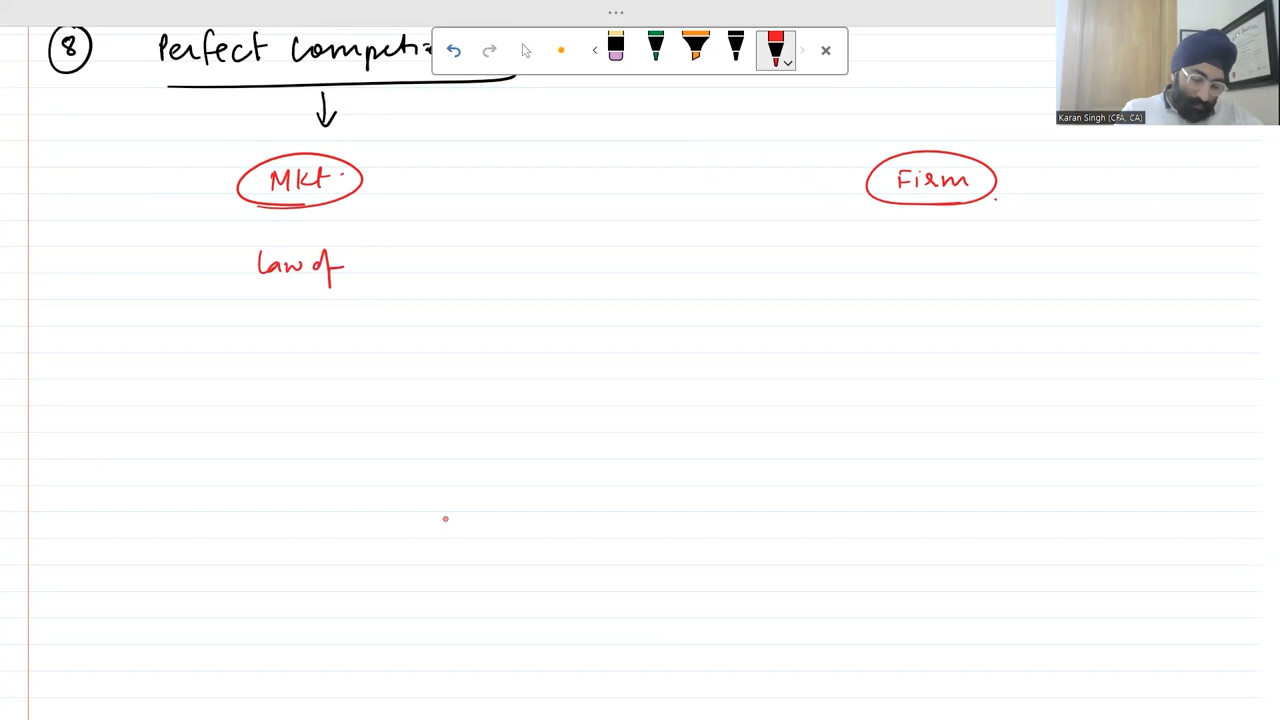 8 Perfect Competi
Karan Singh (CFA, CA)
Mkt.
Firm
Law of